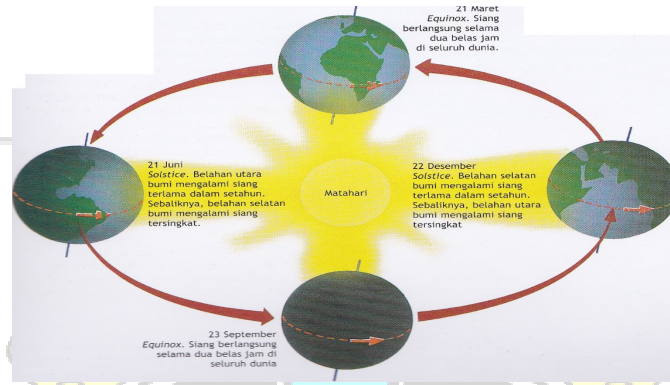 21 Maret
Equinox. Siang
berlangsung selama
dua belas jam
di seluruh dunia.
21 Juni
Solstice. Belahan utara
bumi mengalami siang
terlama dalam setahun.
Sebaliknya, belahan selatan
bumi mengalami siang
tersingkat.
Matahari
22 Desember
Solstice. Belahan selatan
bumi mengalami siang
terlama dalam setahun.
Sebaliknya, belahan utara
bumi mengalami siang
tersingkat
23 September
Equinox. Siang berlangsung
selama dua belas jam di
seluruh dunia